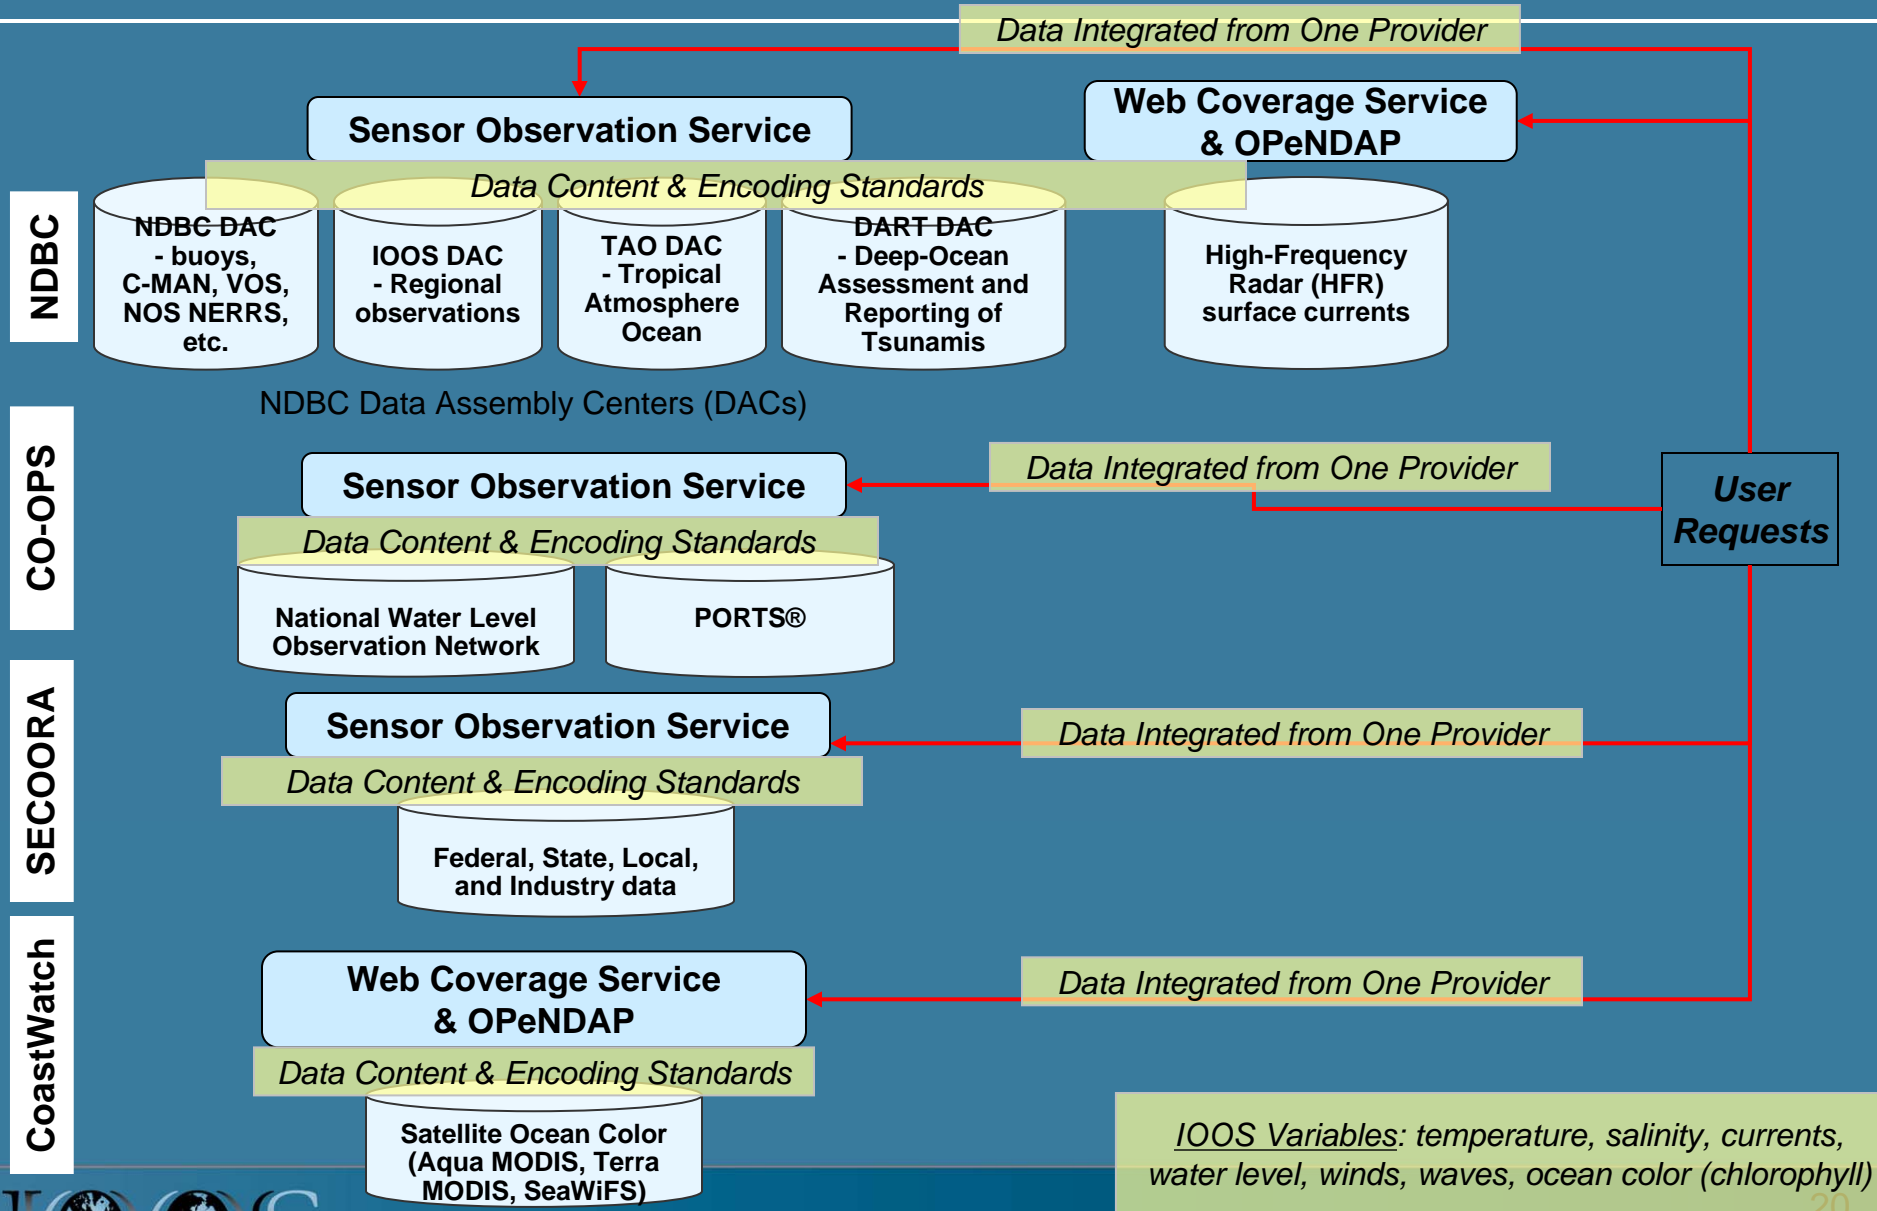 Data Integrated from One Provider
Sensor Observation Service
Web Coverage Service
& OPeNDAP
Data Content & Encoding Standards
NDBC
NDBC DAC
- buoys,
C-MAN, VOS,
NOS NERRS,
etc.
IOOS DAC
- Regional
observations
TAO DAC
- Tropical
Atmosphere
Ocean
DART DAC
- Deep-Ocean
Assessment and
Reporting of
Tsunamis
High-Frequency
Radar (HFR)
surface currents
NDBC Data Assembly Centers (DACs)
CO-OPS
Sensor Observation Service
Data Integrated from One Provider
User
Requests
Data Content & Encoding Standards
National Water Level
Observation Network
PORTS®
SECOORA
Sensor Observation Service
Data Integrated from One Provider
Data Content & Encoding Standards
Federal, State, Local,
and Industry data
CoastWatch
Web Coverage Service
& OPeNDAP
Data Integrated from One Provider
Data Content & Encoding Standards
Satellite Ocean Color
(Aqua MODIS, Terra
MODIS, SeaWiFS)
IOOS Variables: temperature, salinity, currents,
water level, winds, waves, ocean color (chlorophyll)
20